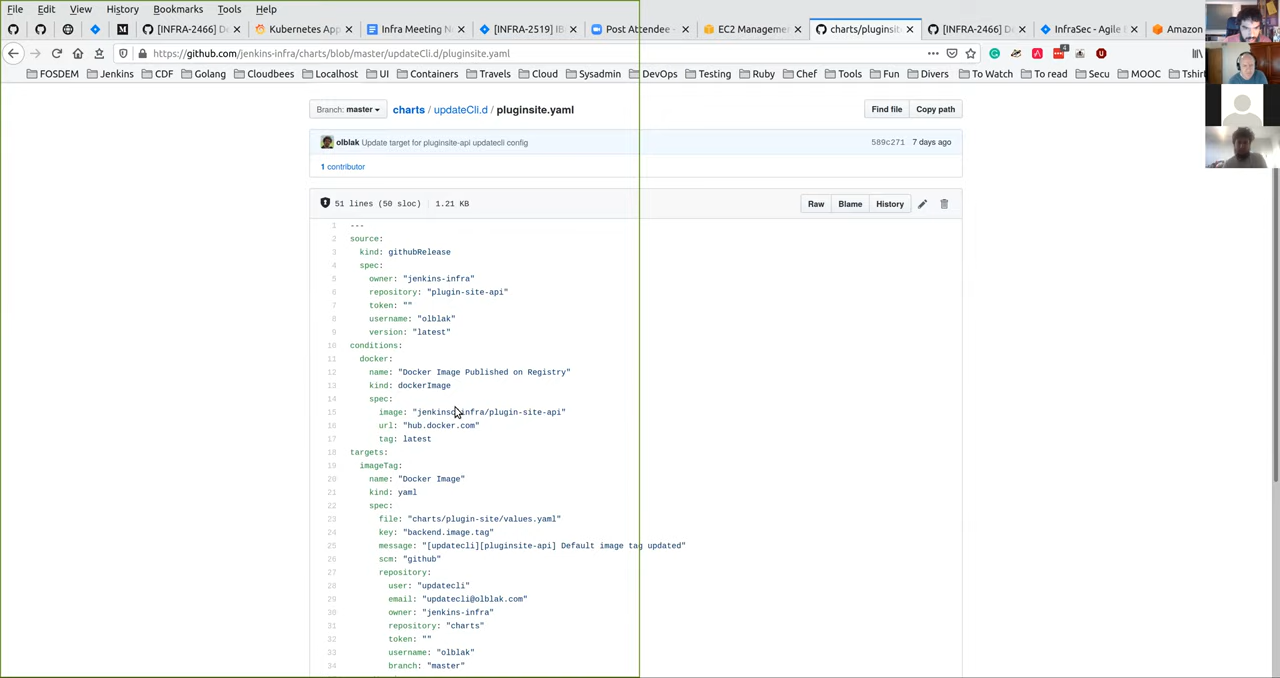 File Edit View History Bookmarks Tools Help
[INFRA-2466] D
Kubernetes App
Infra Meeting N
[INFRA-25
Post Attendee -
EC2 Manageme
charts/pluginsit
[INFRA-2466] D
InfraSec - Agile B
Amazon
https://github.com/jenkins-infra/charts/blob/master/updateCli.d/pluginsite.yaml
FOSDEM Jenkins CDF Golang Cloudbees Localhost UI Containers Travels Cloud Sysadmin DevOps Testing Ruby Chef Tools Fun Divers To Watch To read Secu MOOC Tshirt
Branch: master
charts / updateCli.d / pluginsite.yaml
Find file Copy path
olblak Update target for pluginsite-api updatecli config
589c271 7 days ago
1 contributor
51 lines (50 sloc) 1.21 KB
Raw Blame History
1 ---
2 source:
3 kind: githubRelease
4 spec:
5 owner: "jenkins-infra"
6 repository: "plugin-site-api"
7 token: ""
8 username: "olblak"
9 version: "latest"
10 conditions:
11 docker:
12 name: "Docker Image Published on Registry"
13 kind: dockerImage
14 spec:
15 image: "jenkinsciinfra/plugin-site-api"
16 url: "hub.docker.com"
17 tag: latest
18 targets:
19 imageTag:
20 name: "Docker Image"
21 kind: yaml
22 spec:
23 file: "charts/plugin-site/values.yaml"
24 key: "backend.image.tag"
25 message: "[updatecli][pluginsite-api] Default image tag updated"
26 scm: "github"
27 repository:
28 user: "updatecli"
29 email: "updatecli@olblak.com"
30 owner: "jenkins-infra"
31 repository: "charts"
32 token: ""
33 username: "olblak"
34 branch: "master"